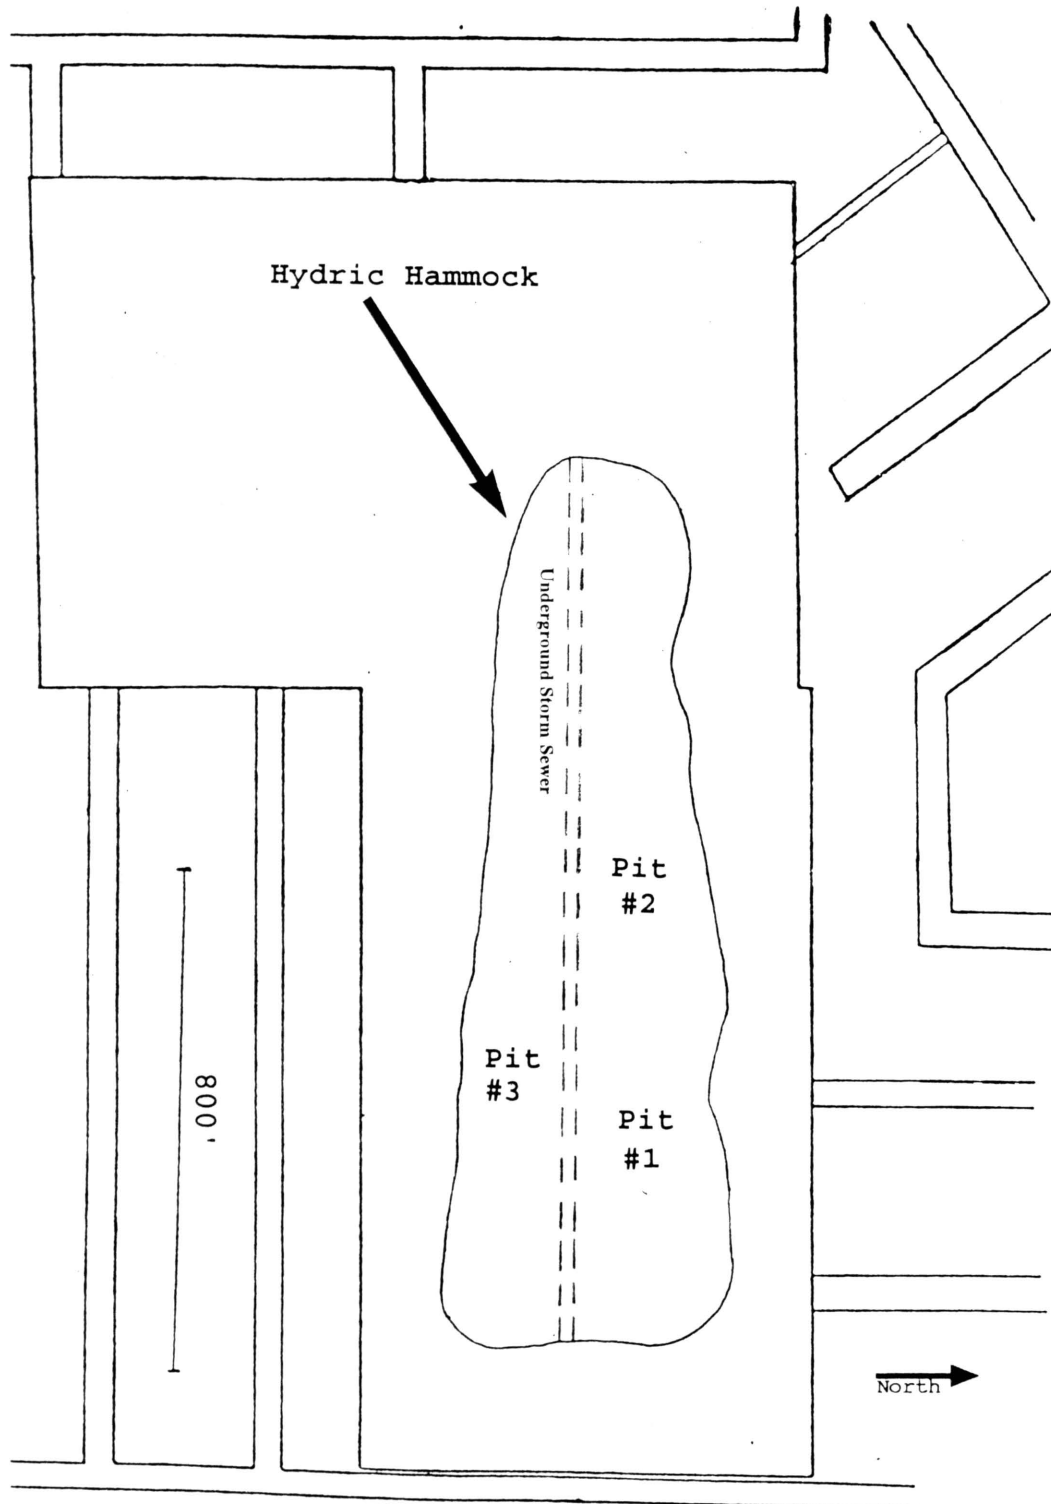 Hydric Hammock
Underground Storm Sewer
Pit
#2
Pit
#3
Pit
#1
800'
North